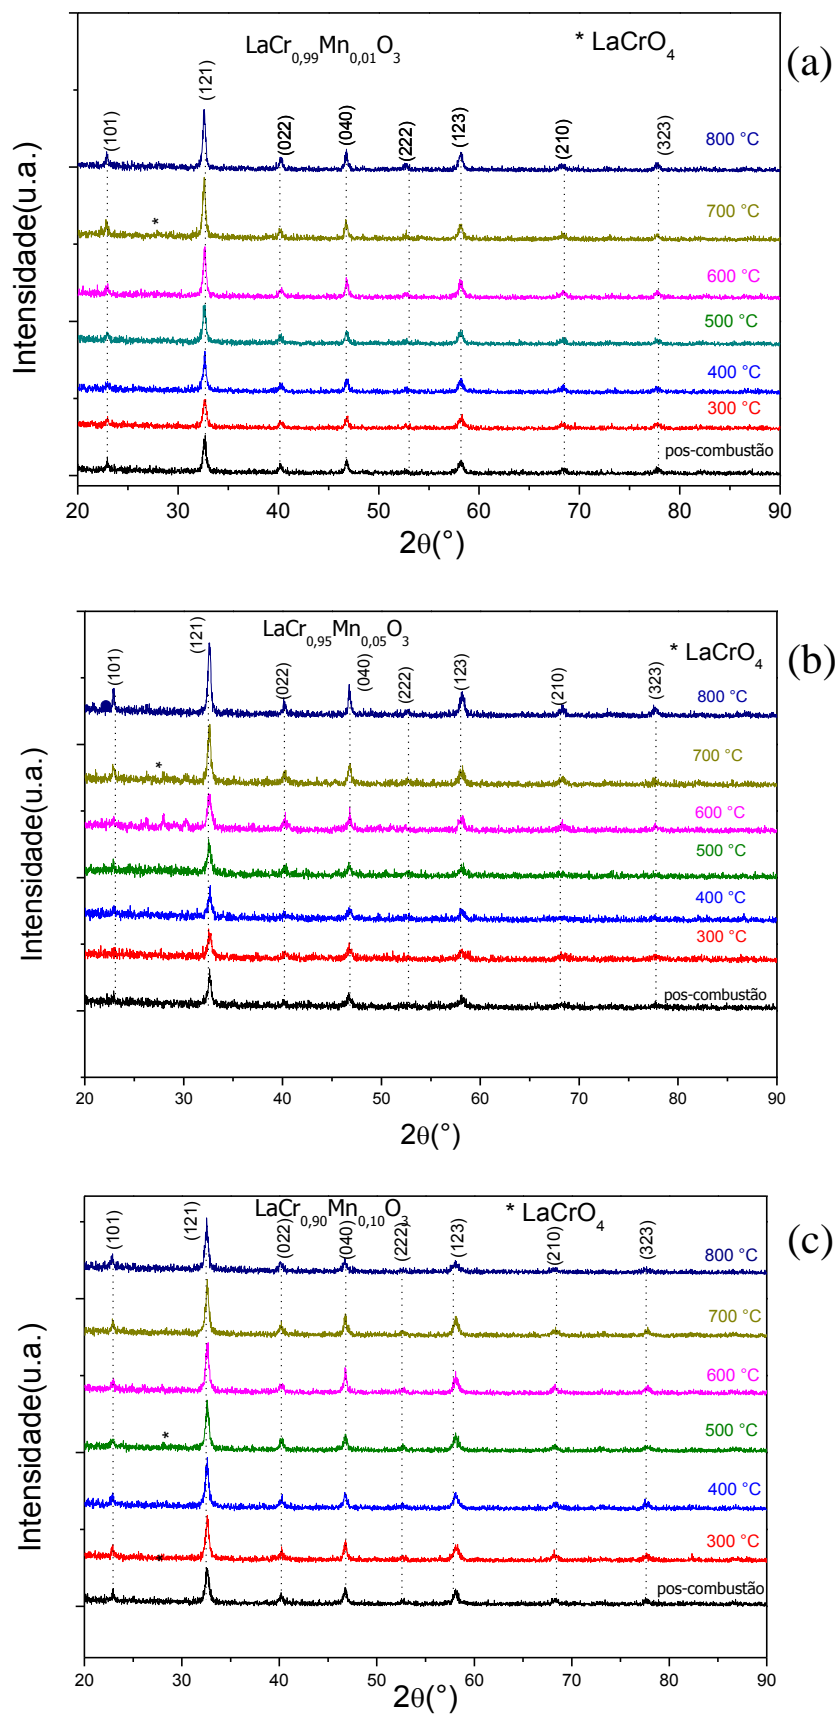 LaCr0,99Mn0,01O3
* LaCrO4
(a)
(101)
(121)
(022)
(040)
(222)
(123)
(210)
(323)
800 °C
*
700 °C
600 °C
500 °C
400 °C
300 °C
pos-combustão
Intensidade(u.a.)
20 30 40 50 60 70 80 90
2θ(°)
LaCr0,95Mn0,05O3
* LaCrO4
(b)
(101)
(121)
(022)
(040)
(222)
(123)
(210)
(323)
800 °C
*
700 °C
600 °C
500 °C
400 °C
300 °C
pos-combustão
Intensidade(u.a.)
20 30 40 50 60 70 80 90
2θ(°)
LaCr0,90Mn0,10O3
* LaCrO4
(c)
(101)
(121)
(022)
(040)
(222)
(123)
(210)
(323)
800 °C
700 °C
600 °C
*
500 °C
400 °C
*
300 °C
pos-combustão
Intensidade(u.a.)
20 30 40 50 60 70 80 90
2θ(°)